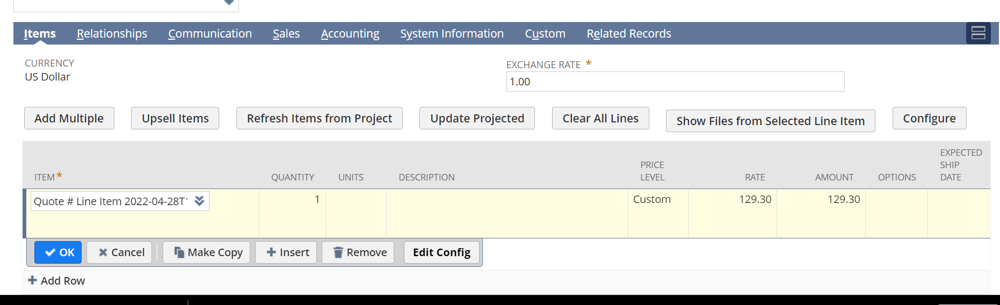 Items Relationships Communication Sales Accounting System Information Custom Related Records
CURRENCY
US Dollar
EXCHANGE RATE *
1.00
Add Multiple Upsell Items Refresh Items from Project Update Projected Clear All Lines Show Files from Selected Line Item Configure
ITEM * QUANTITY UNITS DESCRIPTION PRICE LEVEL RATE AMOUNT OPTIONS EXPECTED SHIP DATE
Quote # Line Item 2022-04-28T 1 Custom 129.30 129.30
OK Cancel Make Copy Insert Remove Edit Config
Add Row